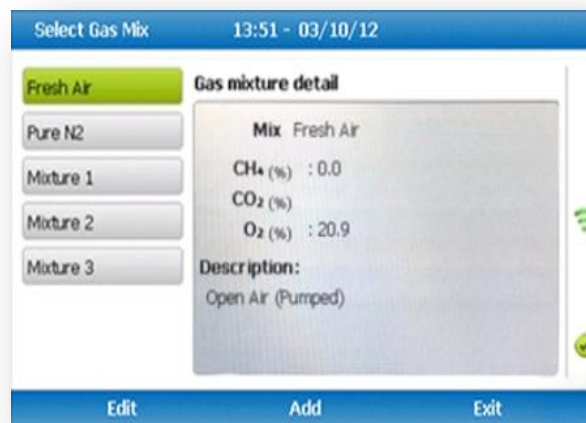 Select Gas Mix 13:51 - 03/10/12
Fresh Air
Pure N2
Mixture 1
Mixture 2
Mixture 3
Gas mixture detail
Mix Fresh Air
CH₄ (%) : 0.0
CO₂ (%)
O₂ (%) : 20.9
Description:
Open Air (Pumped)
Edit Add Exit